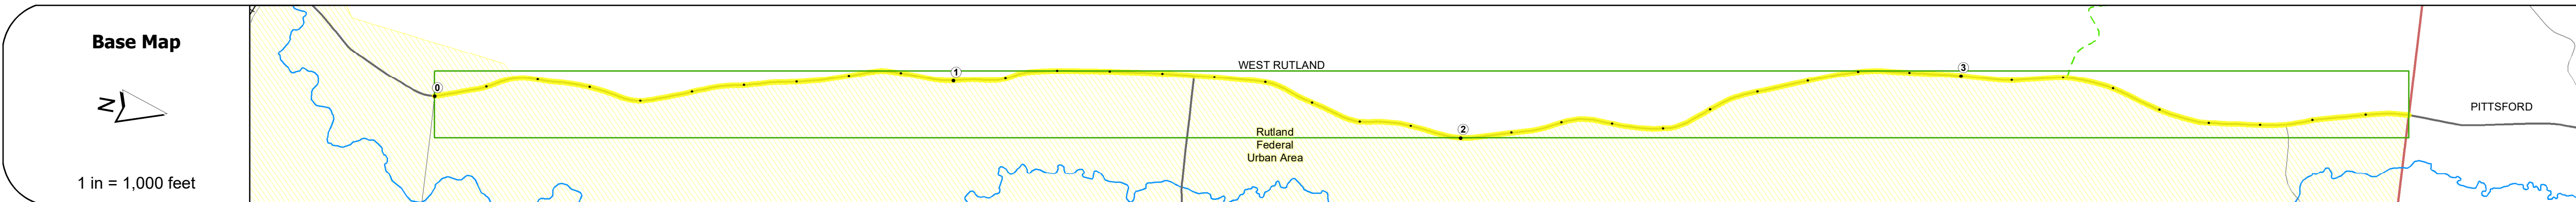 Base Map
N
1 in = 1,000 feet
0
1
WEST RUTLAND
Rutland
Federal
Urban Area
2
3
PITTSFORD